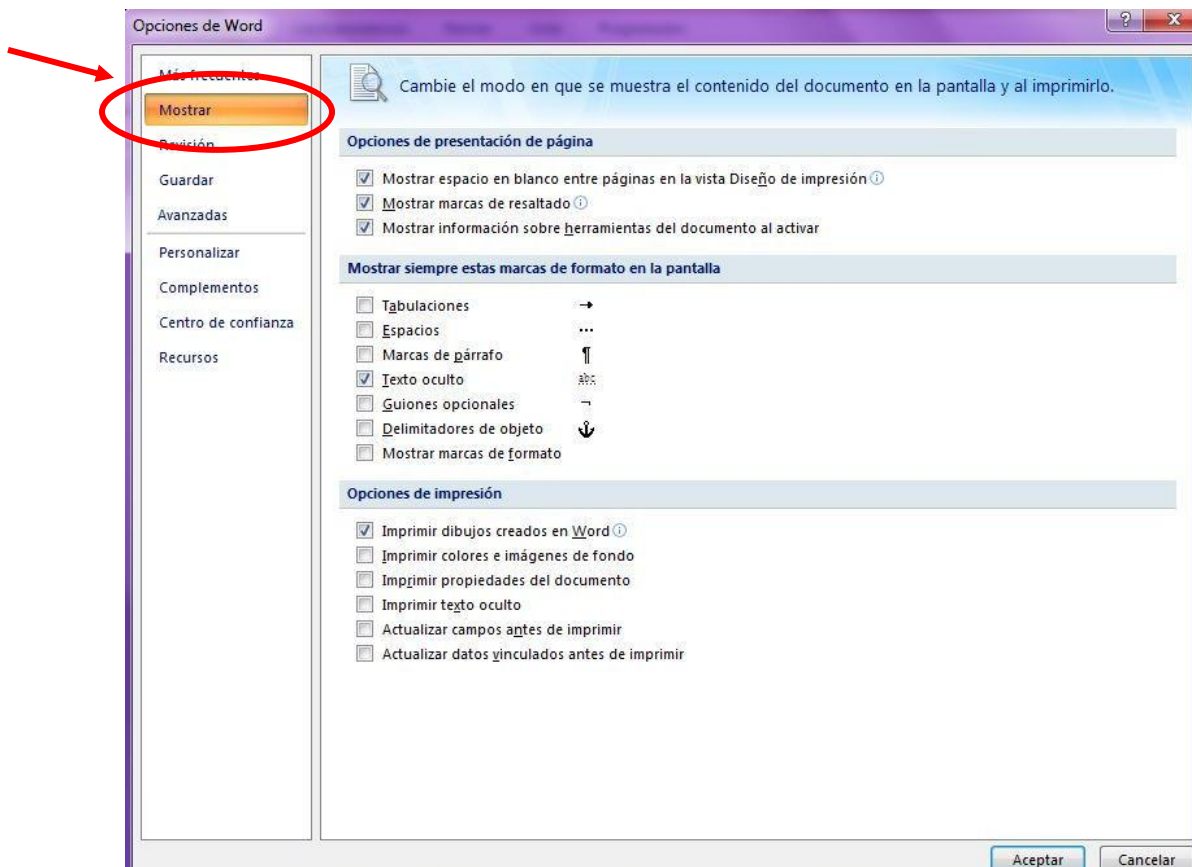 Opciones de Word
Más frecuentes
Mostrar
Revisión
Guardar
Avanzadas
Personalizar
Complementos
Centro de confianza
Recursos
Cambie el modo en que se muestra el contenido del documento en la pantalla y al imprimirlo.
Opciones de presentación de página
Mostrar espacio en blanco entre páginas en la vista Diseño de impresión
Mostrar marcas de resaltado
Mostrar información sobre herramientas del documento al activar
Mostrar siempre estas marcas de formato en la pantalla
Tabulaciones →
Espacios ...
Marcas de párrafo ¶
Texto oculto abc
Guiones opcionales ¬
Delimitadores de objeto
Mostrar marcas de formato
Opciones de impresión
Imprimir dibujos creados en Word
Imprimir colores e imágenes de fondo
Imprimir propiedades del documento
Imprimir texto oculto
Actualizar campos antes de imprimir
Actualizar datos vinculados antes de imprimir
Aceptar Cancelar